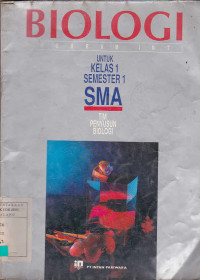 BIOLOGI
UNTUK
KELAS 1
SEMESTER 1
SMA
TIM
PENYUSUN
BIOLOGI
PT INTAN PARIWARA